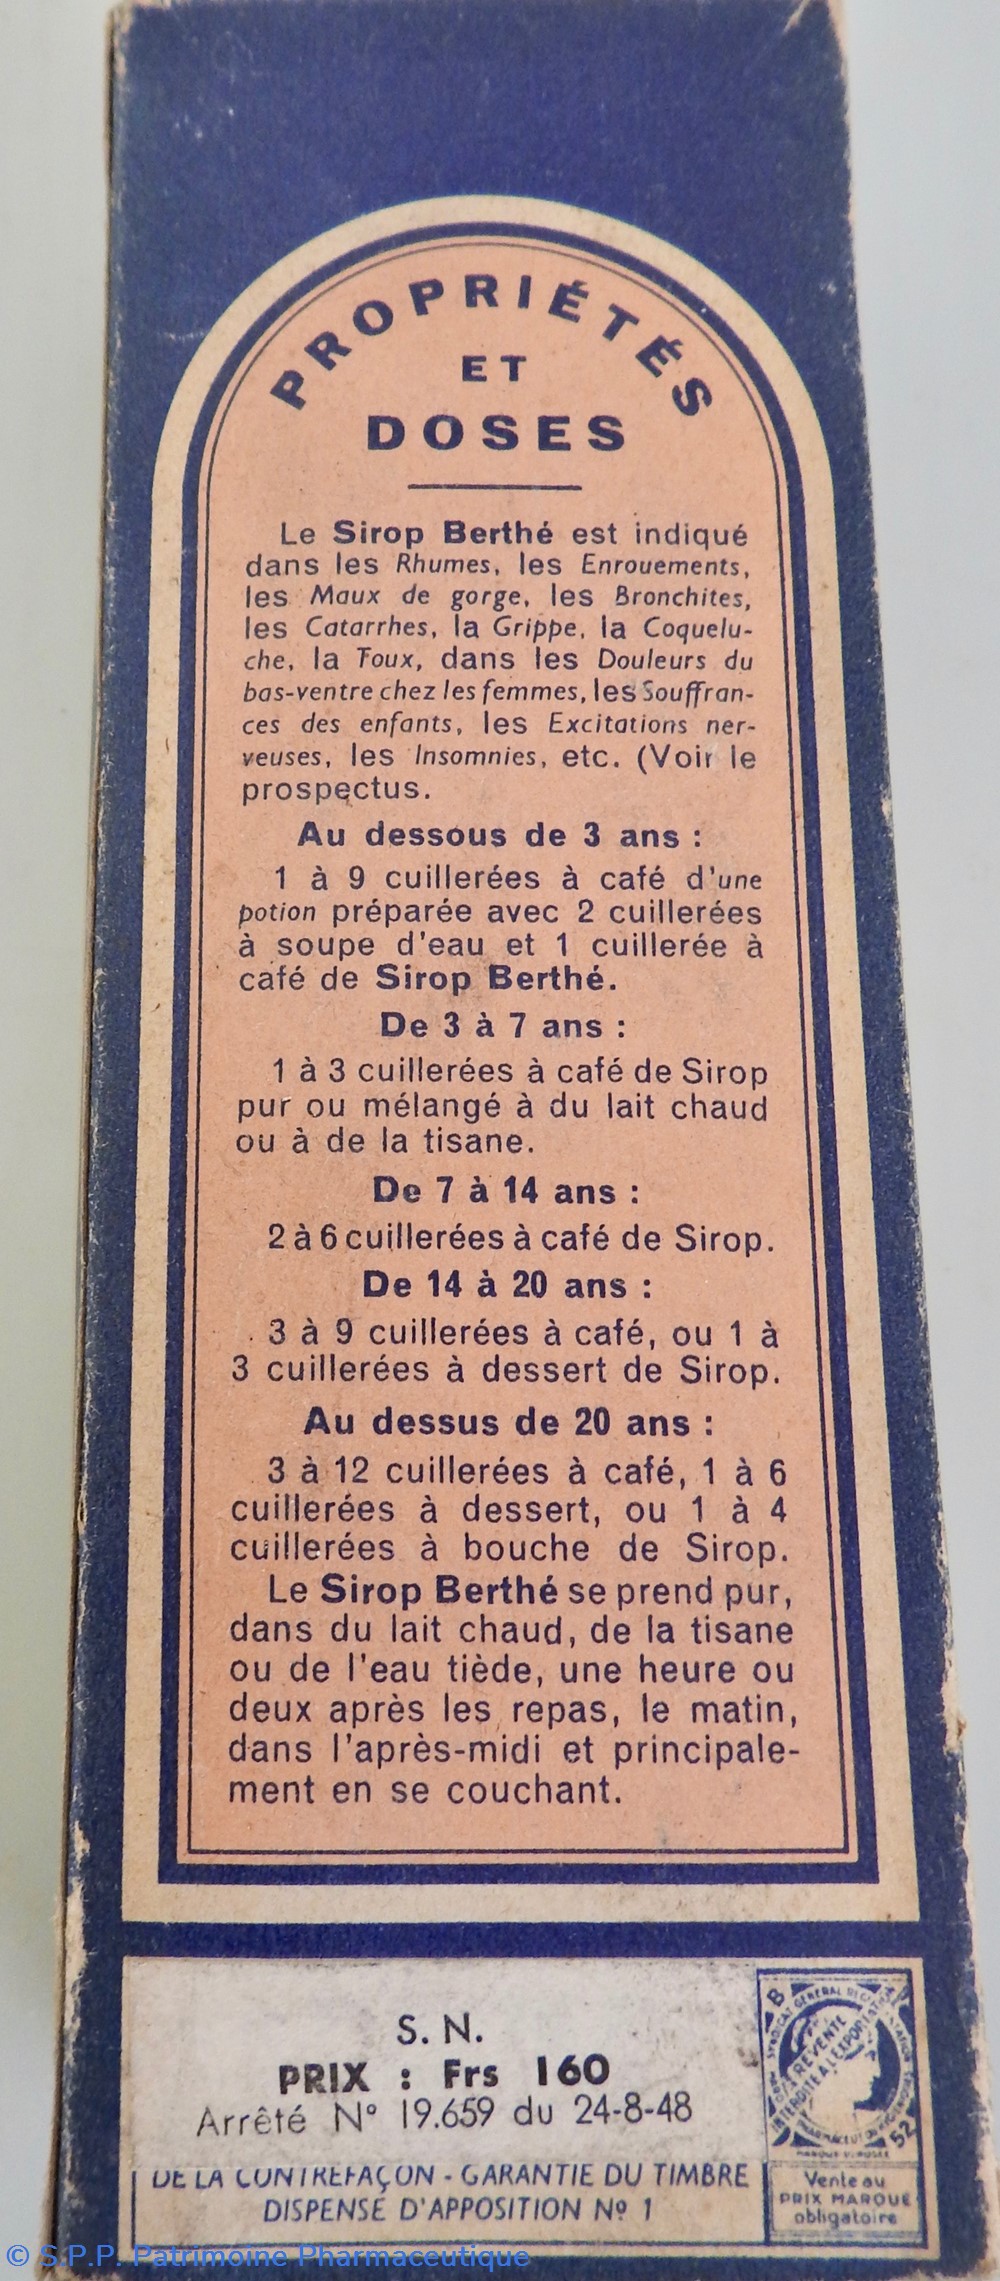 PROPRIÉTÉS
ET
DOSES
Le Sirop Berthé est indiqué
dans les Rhumes, les Enrouements,
les Maux de gorge, les Bronchites,
les Catarrhes, la Grippe, la Coquelu-
che, la Toux, dans les Douleurs du
bas-ventre chez les femmes, les Souffran-
ces des enfants, les Excitations ner-
veuses, les Insomnies, etc. (Voir le
prospectus.
Au dessous de 3 ans :
1 à 9 cuillerées à café d'une
potion préparée avec 2 cuillerées
à soupe d'eau et 1 cuillerée à
café de Sirop Berthé.
De 3 à 7 ans :
1 à 3 cuillerées à café de Sirop
pur ou mélangé à du lait chaud
ou à de la tisane.
De 7 à 14 ans :
2 à 6 cuillerées à café de Sirop.
De 14 à 20 ans :
3 à 9 cuillerées à café, ou 1 à
3 cuillerées à dessert de Sirop.
Au dessus de 20 ans :
3 à 12 cuillerées à café, 1 à 6
cuillerées à dessert, ou 1 à 4
cuillerées à bouche de Sirop.
Le Sirop Berthé se prend pur,
dans du lait chaud, de la tisane
ou de l'eau tiède, une heure ou
deux après les repas, le matin,
dans l'après-midi et principale-
ment en se couchant.
S. N.
PRIX : Frs 160
Arrêté N° 19.659 du 24-8-48
DE LA CONTREFAÇON - GARANTIE DU TIMBRE
DISPENSE D'APPOSITION Nº 1
B
SYNDICAT GENERAL
REVENTE
INTERDITE A L'EXPORTATION
52
Vente au
PRIX MARQUÉ
obligatoire
© S.P.P. Patrimoine Pharmaceutique